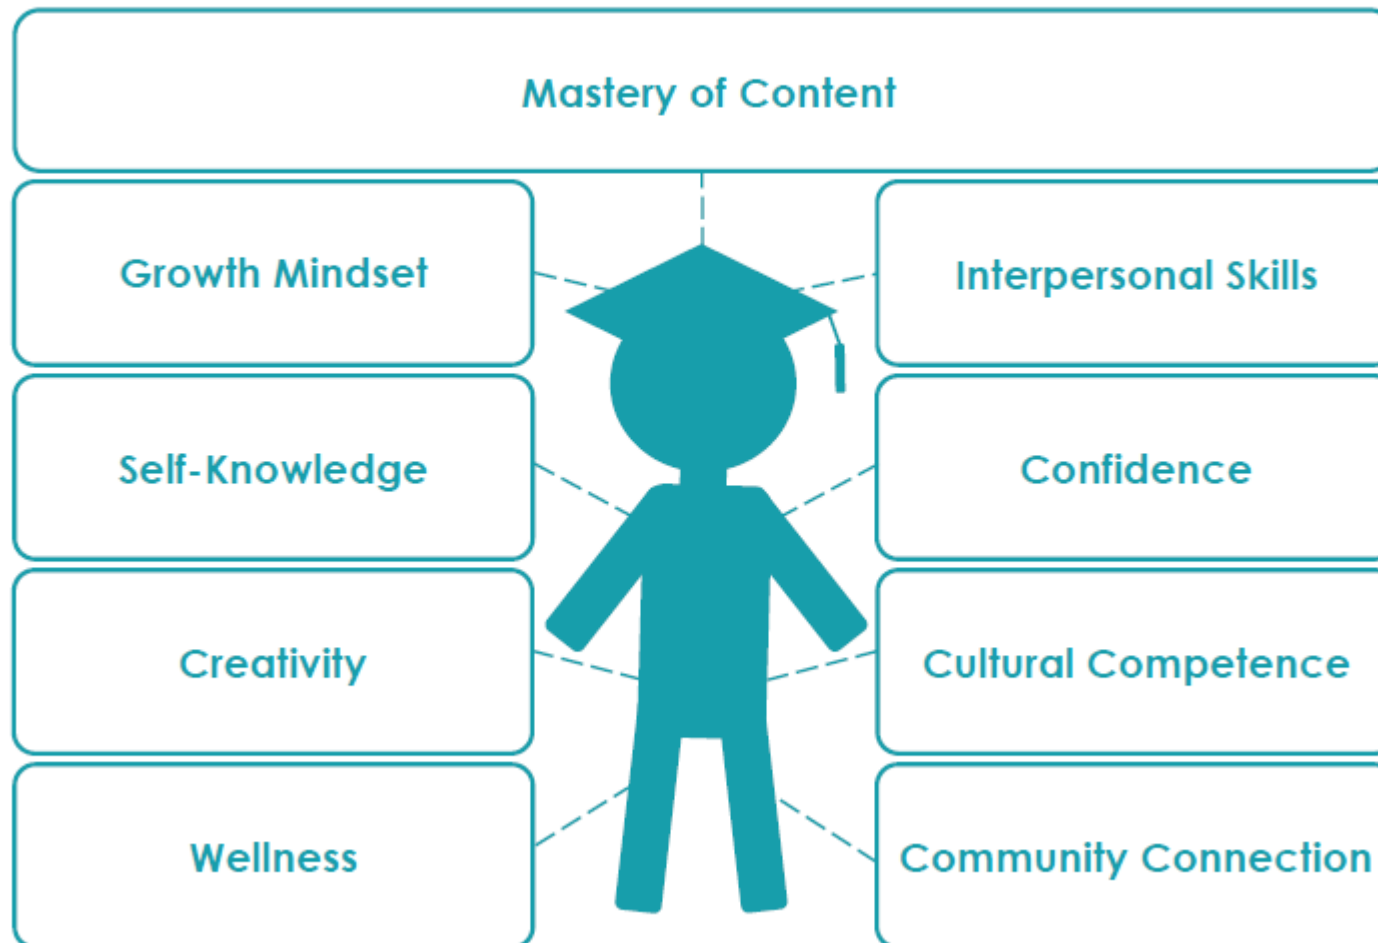 Mastery of Content
Growth Mindset
Interpersonal Skills
Self-Knowledge
Confidence
Creativity
Cultural Competence
Wellness
Community Connection